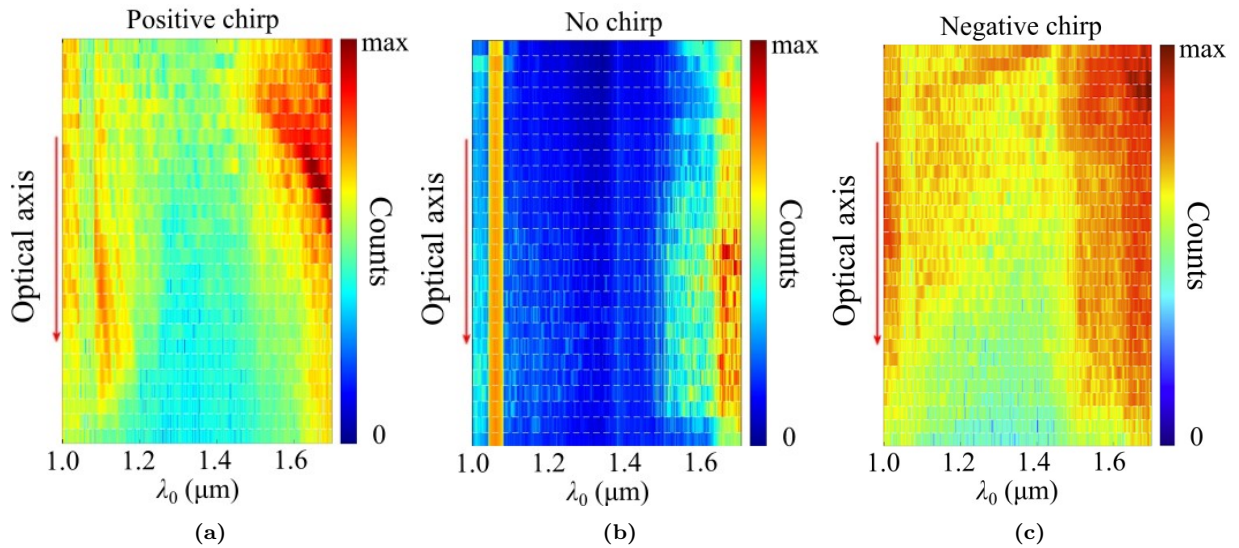 Positive chirp
max
Optical axis
Counts
0
1.0 1.2 1.4 1.6
λ₀ (μm)
(a)
No chirp
max
Optical axis
Counts
0
1.0 1.2 1.4 1.6
λ₀ (μm)
(b)
Negative chirp
max
Optical axis
Counts
0
1.0 1.2 1.4 1.6
λ₀ (μm)
(c)